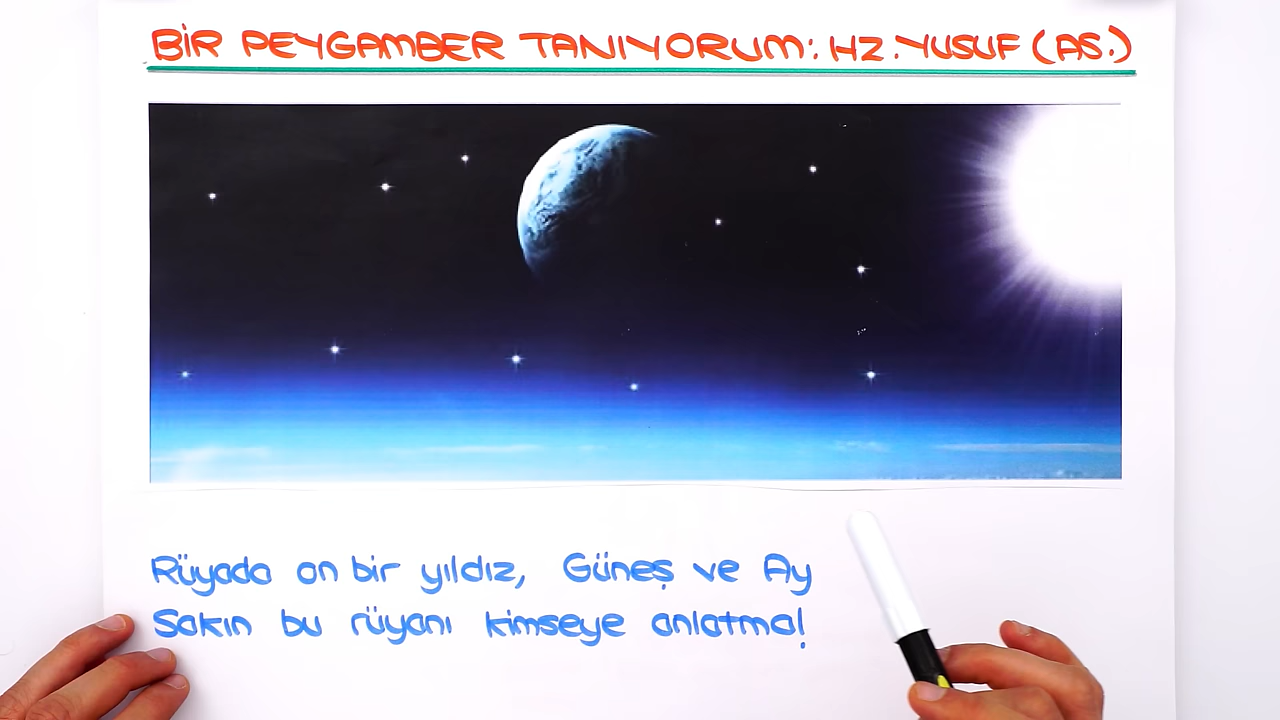 BİR PEYGAMBER TANIYORUM: HZ. YUSUF (AS.)
Rüyada on bir yıldız, Güneş ve Ay
Sakın bu rüyanı kimseye anlatma!